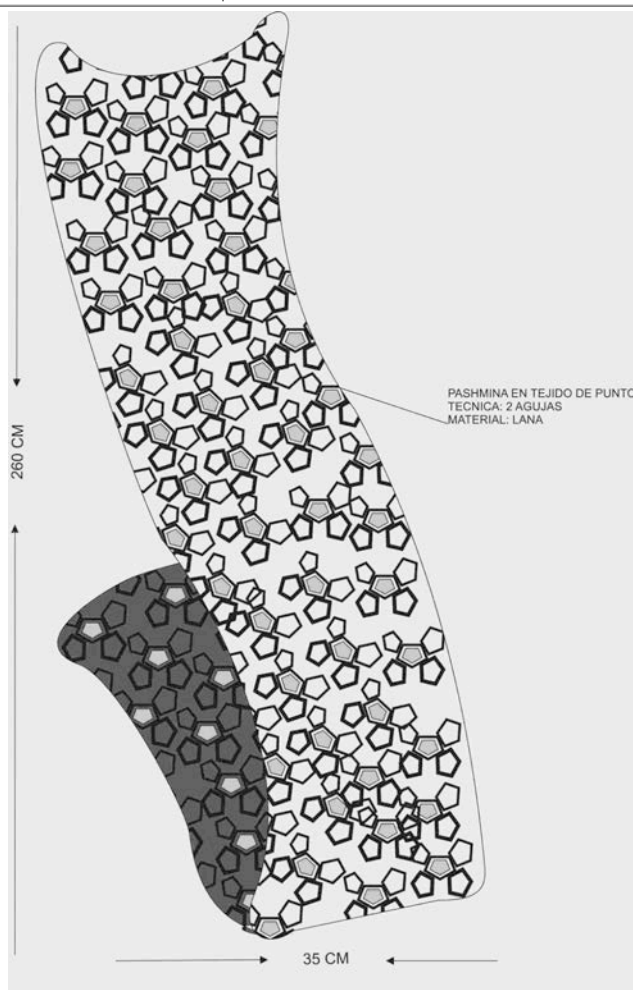 PASHMINA EN TEJIDO DE PUNTO
TECNICA: 2 AGUJAS
MATERIAL: LANA
260 CM
35 CM